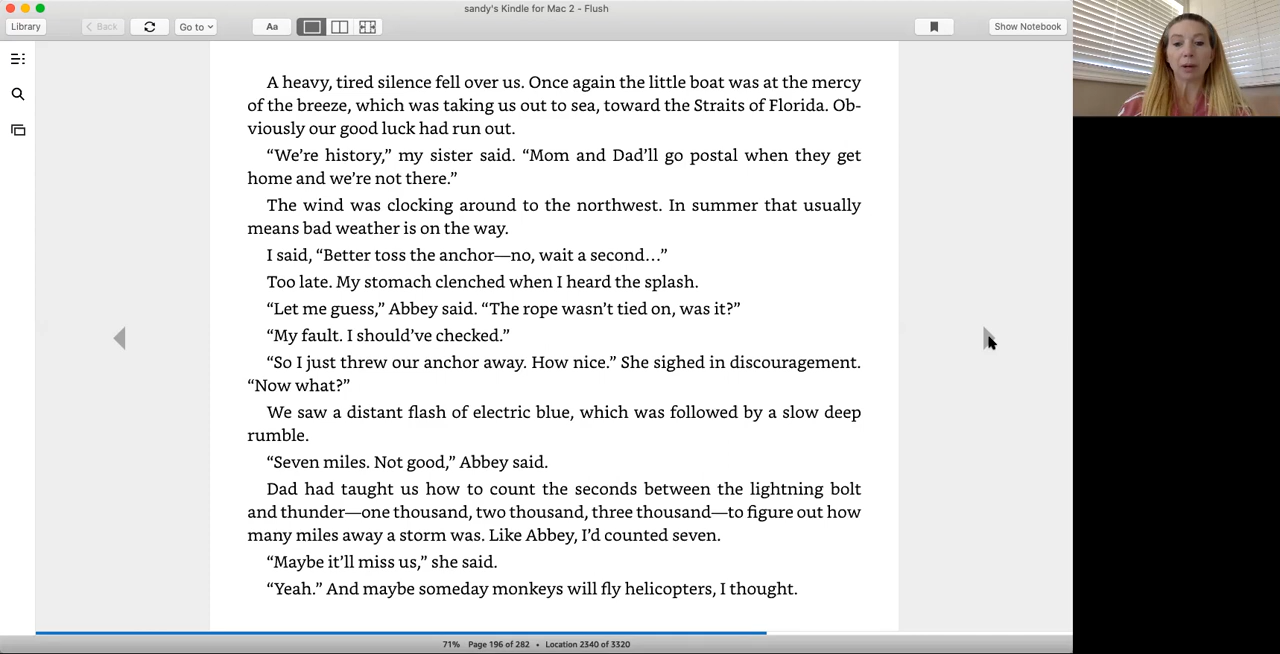 sandy's Kindle for Mac 2 - Flush
Library
Back
Go to
Aa
Show Notebook
A heavy, tired silence fell over us. Once again the little boat was at the mercy
of the breeze, which was taking us out to sea, toward the Straits of Florida. Ob-
viously our good luck had run out.
“We’re history,” my sister said. “Mom and Dad’ll go postal when they get
home and we’re not there.”
The wind was clocking around to the northwest. In summer that usually
means bad weather is on the way.
I said, “Better toss the anchor—no, wait a second…”
Too late. My stomach clenched when I heard the splash.
“Let me guess,” Abbey said. “The rope wasn’t tied on, was it?”
“My fault. I should’ve checked.”
“So I just threw our anchor away. How nice.” She sighed in discouragement.
“Now what?”
We saw a distant flash of electric blue, which was followed by a slow deep
rumble.
“Seven miles. Not good,” Abbey said.
Dad had taught us how to count the seconds between the lightning bolt
and thunder—one thousand, two thousand, three thousand—to figure out how
many miles away a storm was. Like Abbey, I’d counted seven.
“Maybe it’ll miss us,” she said.
“Yeah.” And maybe someday monkeys will fly helicopters, I thought.
71% Page 196 of 282 • Location 2340 of 3320